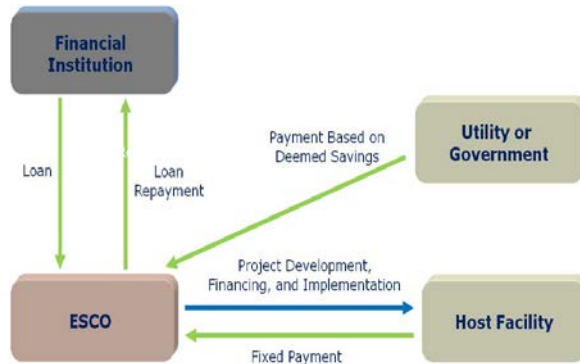 Financial
Institution
Payment Based on
Deemed Savings
Utility or
Government
Loan
Loan
Repayment
Project Development,
Financing, and Implementation
ESCO
Host Facility
Fixed Payment